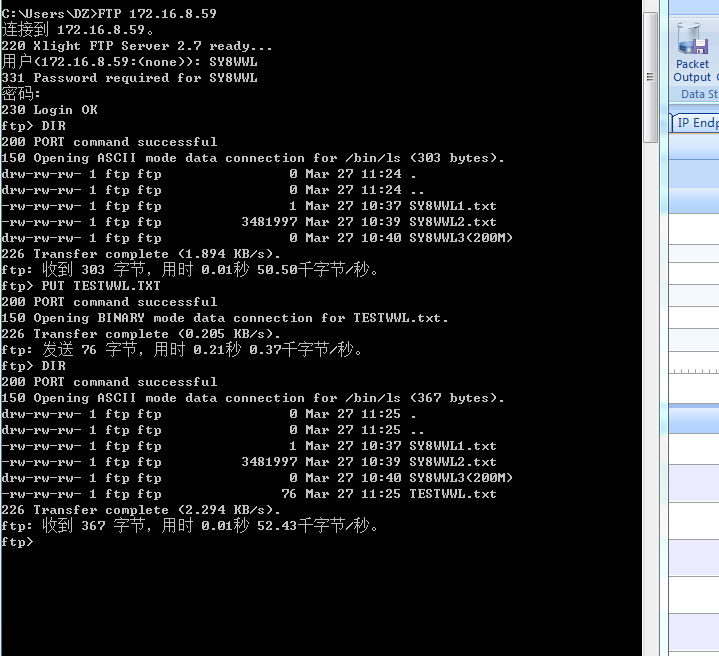 C:\Users\DZ>FTP 172.16.8.59
连接到 172.16.8.59。
220 Xlight FTP Server 2.7 ready...
用户(172.16.8.59:(none)): SY8WWL
331 Password required for SY8WWL
密码:
230 Login OK
ftp> DIR
200 PORT command successful
150 Opening ASCII mode data connection for /bin/ls (303 bytes).
drw-rw-rw- 1 ftp ftp 0 Mar 27 11:24 .
drw-rw-rw- 1 ftp ftp 0 Mar 27 11:24 ..
-rw-rw-rw- 1 ftp ftp 1 Mar 27 10:37 SY8WWL1.txt
-rw-rw-rw- 1 ftp ftp 3481997 Mar 27 10:39 SY8WWL2.txt
drw-rw-rw- 1 ftp ftp 0 Mar 27 10:40 SY8WWL3(200M)
226 Transfer complete (1.894 KB/s).
ftp: 收到 303 字节，用时 0.01秒 50.50千字节/秒。
ftp> PUT TESTWWL.TXT
200 PORT command successful
150 Opening BINARY mode data connection for TESTWWL.txt.
226 Transfer complete (0.205 KB/s).
ftp: 发送 76 字节，用时 0.21秒 0.37千字节/秒。
ftp> DIR
200 PORT command successful
150 Opening ASCII mode data connection for /bin/ls (367 bytes).
drw-rw-rw- 1 ftp ftp 0 Mar 27 11:25 .
drw-rw-rw- 1 ftp ftp 0 Mar 27 11:25 ..
-rw-rw-rw- 1 ftp ftp 1 Mar 27 10:37 SY8WWL1.txt
-rw-rw-rw- 1 ftp ftp 3481997 Mar 27 10:39 SY8WWL2.txt
drw-rw-rw- 1 ftp ftp 0 Mar 27 10:40 SY8WWL3(200M)
-rw-rw-rw- 1 ftp ftp 76 Mar 27 11:25 TESTWWL.txt
226 Transfer complete (2.294 KB/s).
ftp: 收到 367 字节，用时 0.01秒 52.43千字节/秒。
ftp>
Packet
Output
Data St
IP Endp